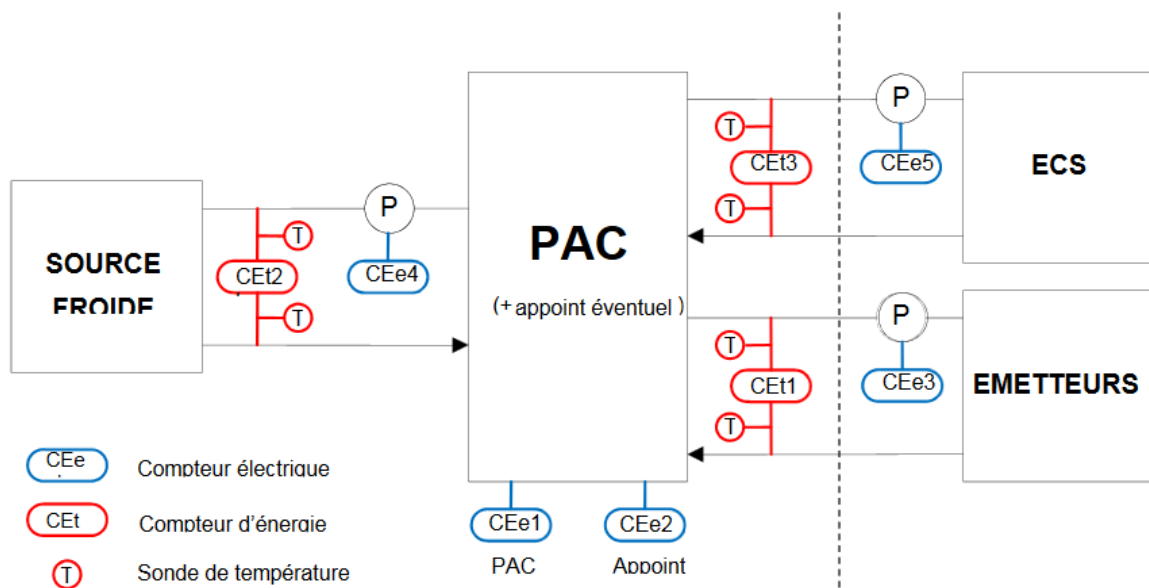 P
P
T
CEt3
CEe5
ECS
T
P
T
SOURCE
FROIDE
CEt2
CEe4
T
PAC
(+ appoint éventuel )
P
T
CEt1
CEe3
EMETTEURS
T
CEe
Compteur électrique
CEt
Compteur d’énergie
T
Sonde de température
CEe1
CEe2
PAC
Appoint